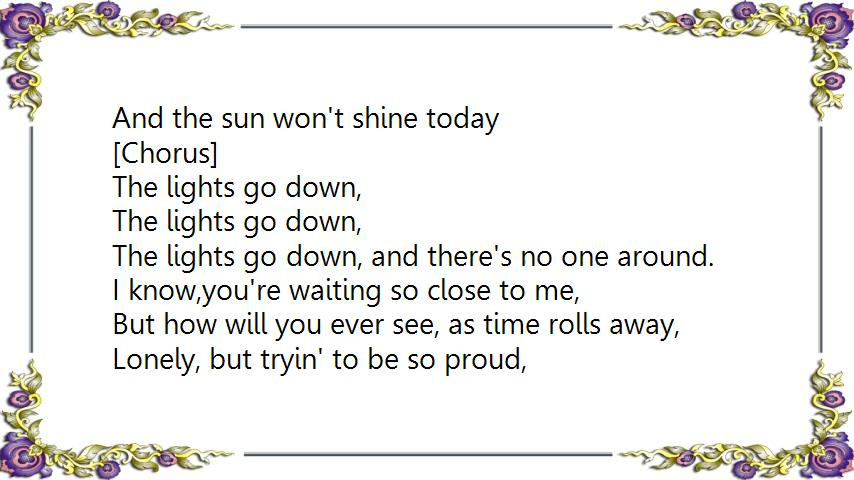 And the sun won't shine today
[Chorus]
The lights go down,
The lights go down,
The lights go down, and there's no one around.
I know,you're waiting so close to me,
But how will you ever see, as time rolls away,
Lonely, but tryin' to be so proud,